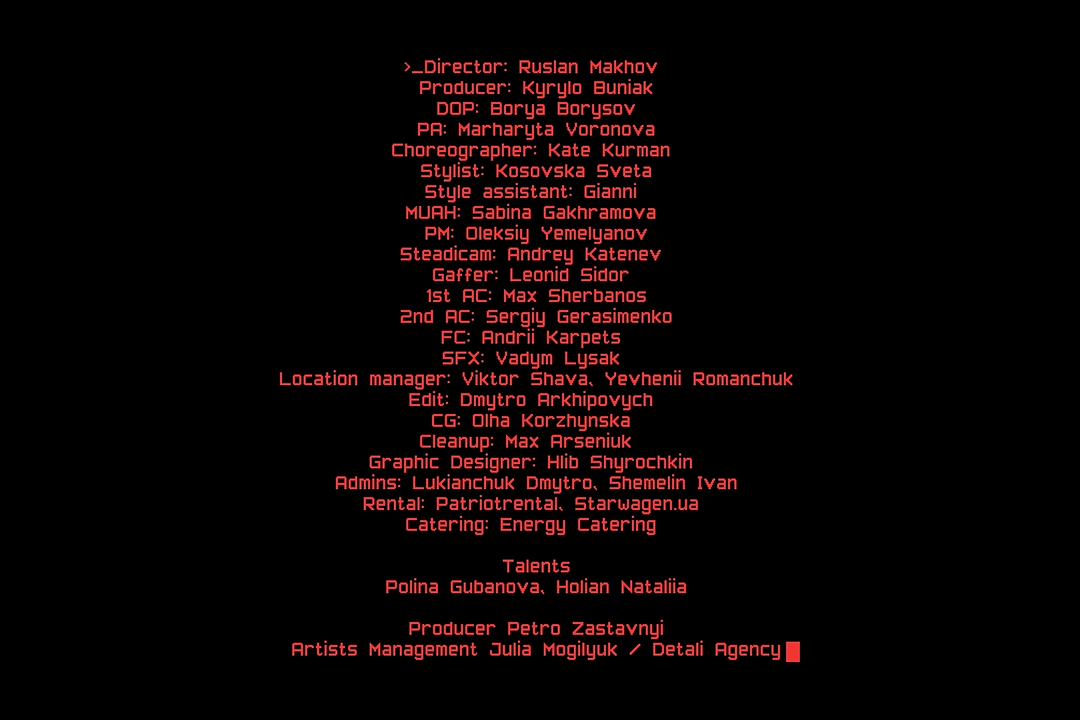 >_Director: Ruslan Makhov
Producer: Kyrylo Buniak
DOP: Borya Borysov
PA: Marharyta Voronova
Choreographer: Kate Kurman
Stylist: Kosovska Sveta
Style assistant: Gianni
MUAH: Sabina Gakhramova
PM: Oleksiy Yemelyanov
Steadicam: Andrey Katenev
Gaffer: Leonid Sidor
1st AC: Max Sherbanos
2nd AC: Sergiy Gerasimenko
FC: Andrii Karpets
SFX: Vadym Lysak
Location manager: Viktor Shava, Yevhenii Romanchuk
Edit: Dmytro Arkhipovych
CG: Olha Korzhynska
Cleanup: Max Arseniuk
Graphic Designer: Hlib Shyrochkin
Admins: Lukianchuk Dmytro, Shemelin Ivan
Rental: Patriotrental, Starwagen.ua
Catering: Energy Catering
Talents
Polina Gubanova, Holian Nataliia
Producer Petro Zastavnyi
Artists Management Julia Mogilyuk / Detali Agency